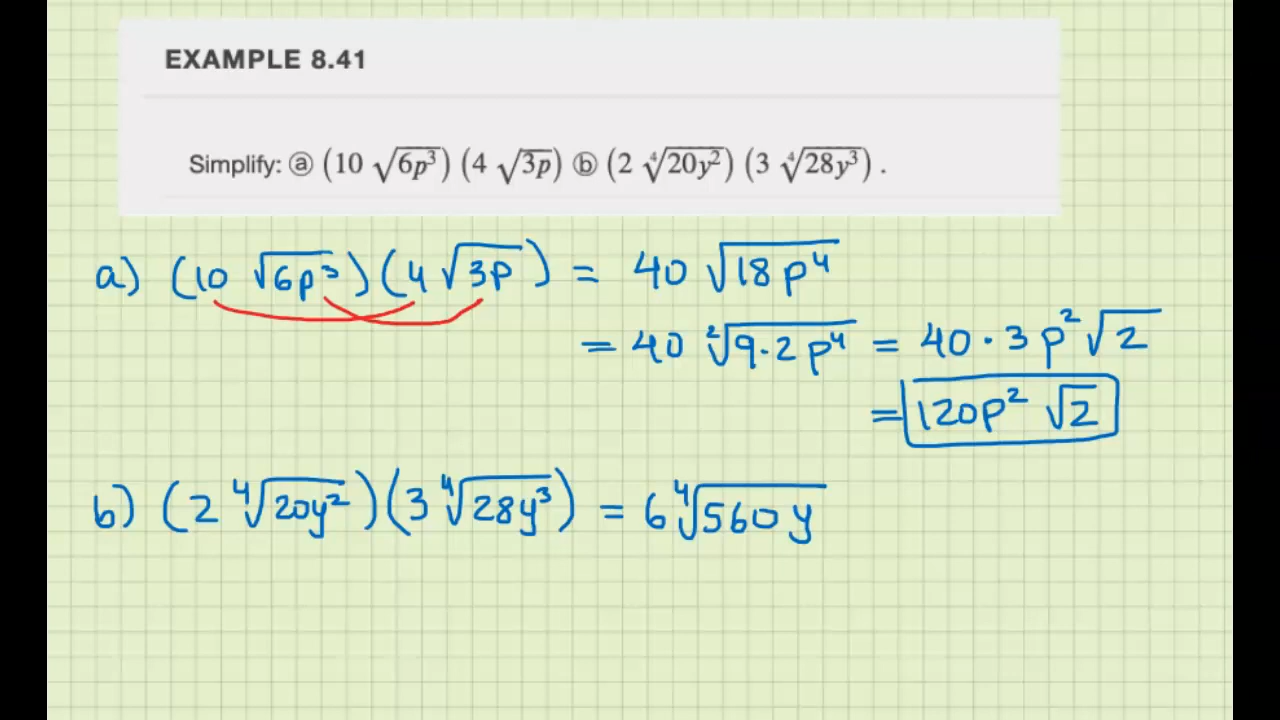 EXAMPLE 8.41
Simplify: ⓐ (10 √6p³) (4 √3p) ⓑ (2 ∜20y²) (3 ∜28y³) .
a) (10 √6p³)(4 √3p) = 40 √18p⁴
= 40 ²√9·2p⁴ = 40·3p²√2
= 120p² √2
b) (2 ∜20y²)(3 ∜28y³) = 6 ∜560y